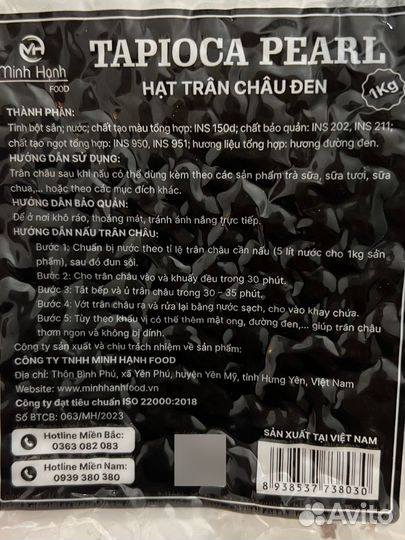 MH
Minh Hạnh
FOOD
TAPIOCA PEARL
HẠT TRÂN CHÂU ĐEN
1Kg
THÀNH PHẦN:
Tinh bột sắn; nước; chất tạo màu tổng hợp: INS 150d; chất bảo quản: INS 202, INS 211;
chất tạo ngọt tổng hợp: INS 950, INS 951; hương liệu tổng hợp: hương đường đen.
HƯỚNG DẪN SỬ DỤNG:
Trân châu sau khi nấu có thể dùng kèm theo các sản phẩm trà sữa, sữa tươi, sữa
chua,... hoặc theo các mục đích khác.
HƯỚNG DẪN BẢO QUẢN:
Để ở nơi khô ráo, thoáng mát, tránh ánh nắng trực tiếp.
HƯỚNG DẪN NẤU TRÂN CHÂU:
Bước 1: Chuẩn bị nước theo tỉ lệ trân châu cần nấu (5 lít nước cho 1kg sản
phẩm), sau đó đun sôi.
Bước 2: Cho trân châu vào và khuấy đều trong 30 phút.
Bước 3: Tắt bếp và ủ trân châu trong 30 - 35 phút.
Bước 4: Vớt trân châu ra và rửa lại bằng nước sạch, cho vào khay chứa.
Bước 5: Tùy theo khẩu vị có thể thêm mật ong, đường đen,... giúp trân châu
thơm ngon và không bị dính.
Công ty sản xuất và chịu trách nhiệm về sản phẩm:
CÔNG TY TNHH MINH HẠNH FOOD
Địa chỉ: Thôn Bình Phú, xã Yên Phú, huyện Yên Mỹ, tỉnh Hưng Yên, Việt Nam
Website: www.minhhanhfood.vn
Công ty đạt tiêu chuẩn ISO 22000:2018
Số BTCB: 063/MH/2023
Hotline Miền Bắc:
0363 082 083
Hotline Miền Nam:
0939 380 380
SẢN XUẤT TẠI VIỆT NAM
8 938537 738030
Avito